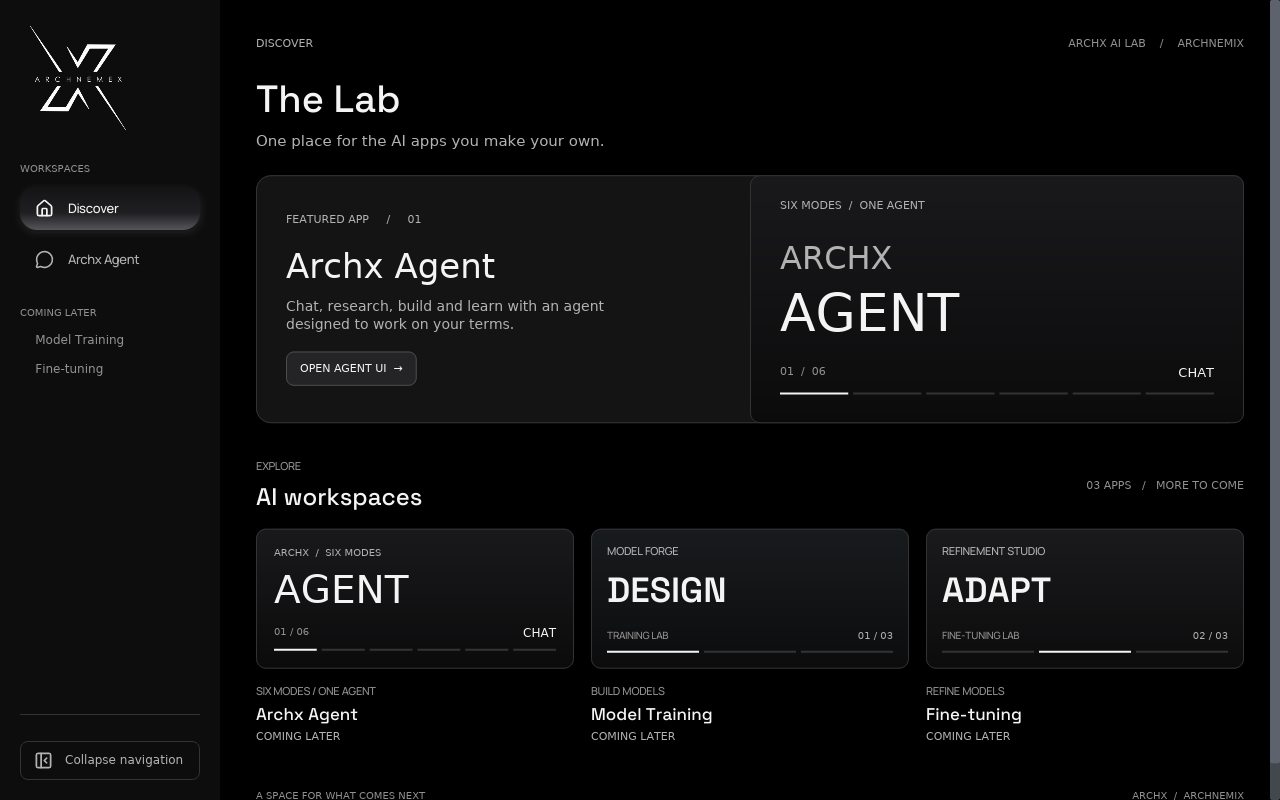 ARCHNEMEX
WORKSPACES
Discover
Archx Agent
COMING LATER
Model Training
Fine-tuning
Collapse navigation
DISCOVER
ARCHX AI LAB / ARCHNEMIX
The Lab
One place for the AI apps you make your own.
FEATURED APP / 01
Archx Agent
Chat, research, build and learn with an agent
designed to work on your terms.
OPEN AGENT UI →
SIX MODES / ONE AGENT
ARCHX
AGENT
01 / 06
CHAT
EXPLORE
AI workspaces
03 APPS / MORE TO COME
ARCHX / SIX MODES
AGENT
01 / 06
CHAT
SIX MODES / ONE AGENT
Archx Agent
COMING LATER
MODEL FORGE
DESIGN
TRAINING LAB
01 / 03
BUILD MODELS
Model Training
COMING LATER
REFINEMENT STUDIO
ADAPT
FINE-TUNING LAB
02 / 03
REFINE MODELS
Fine-tuning
COMING LATER
A SPACE FOR WHAT COMES NEXT
ARCHX / ARCHNEMIX